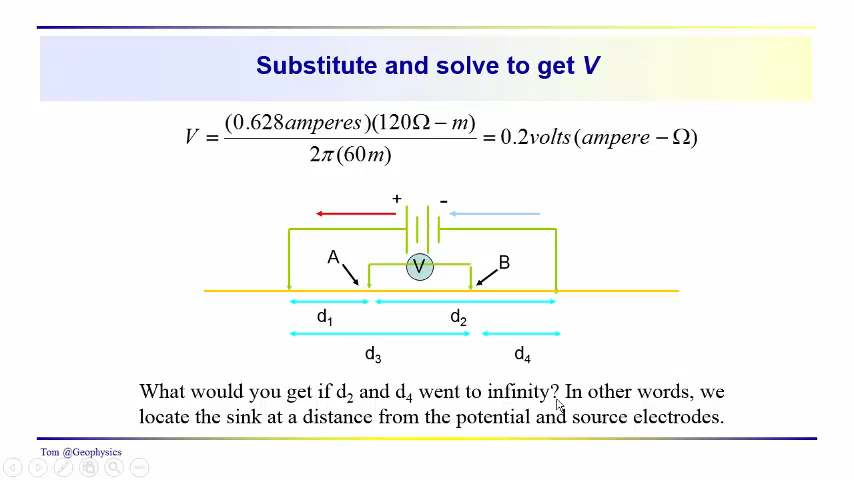 Substitute and solve to get V
V = (0.628amperes)(120Ω − m) / 2π(60m) = 0.2volts(ampere − Ω)
+ -
A V B
d1 d2
d3 d4
What would you get if d2 and d4 went to infinity? In other words, we
locate the sink at a distance from the potential and source electrodes.
Tom @Geophysics